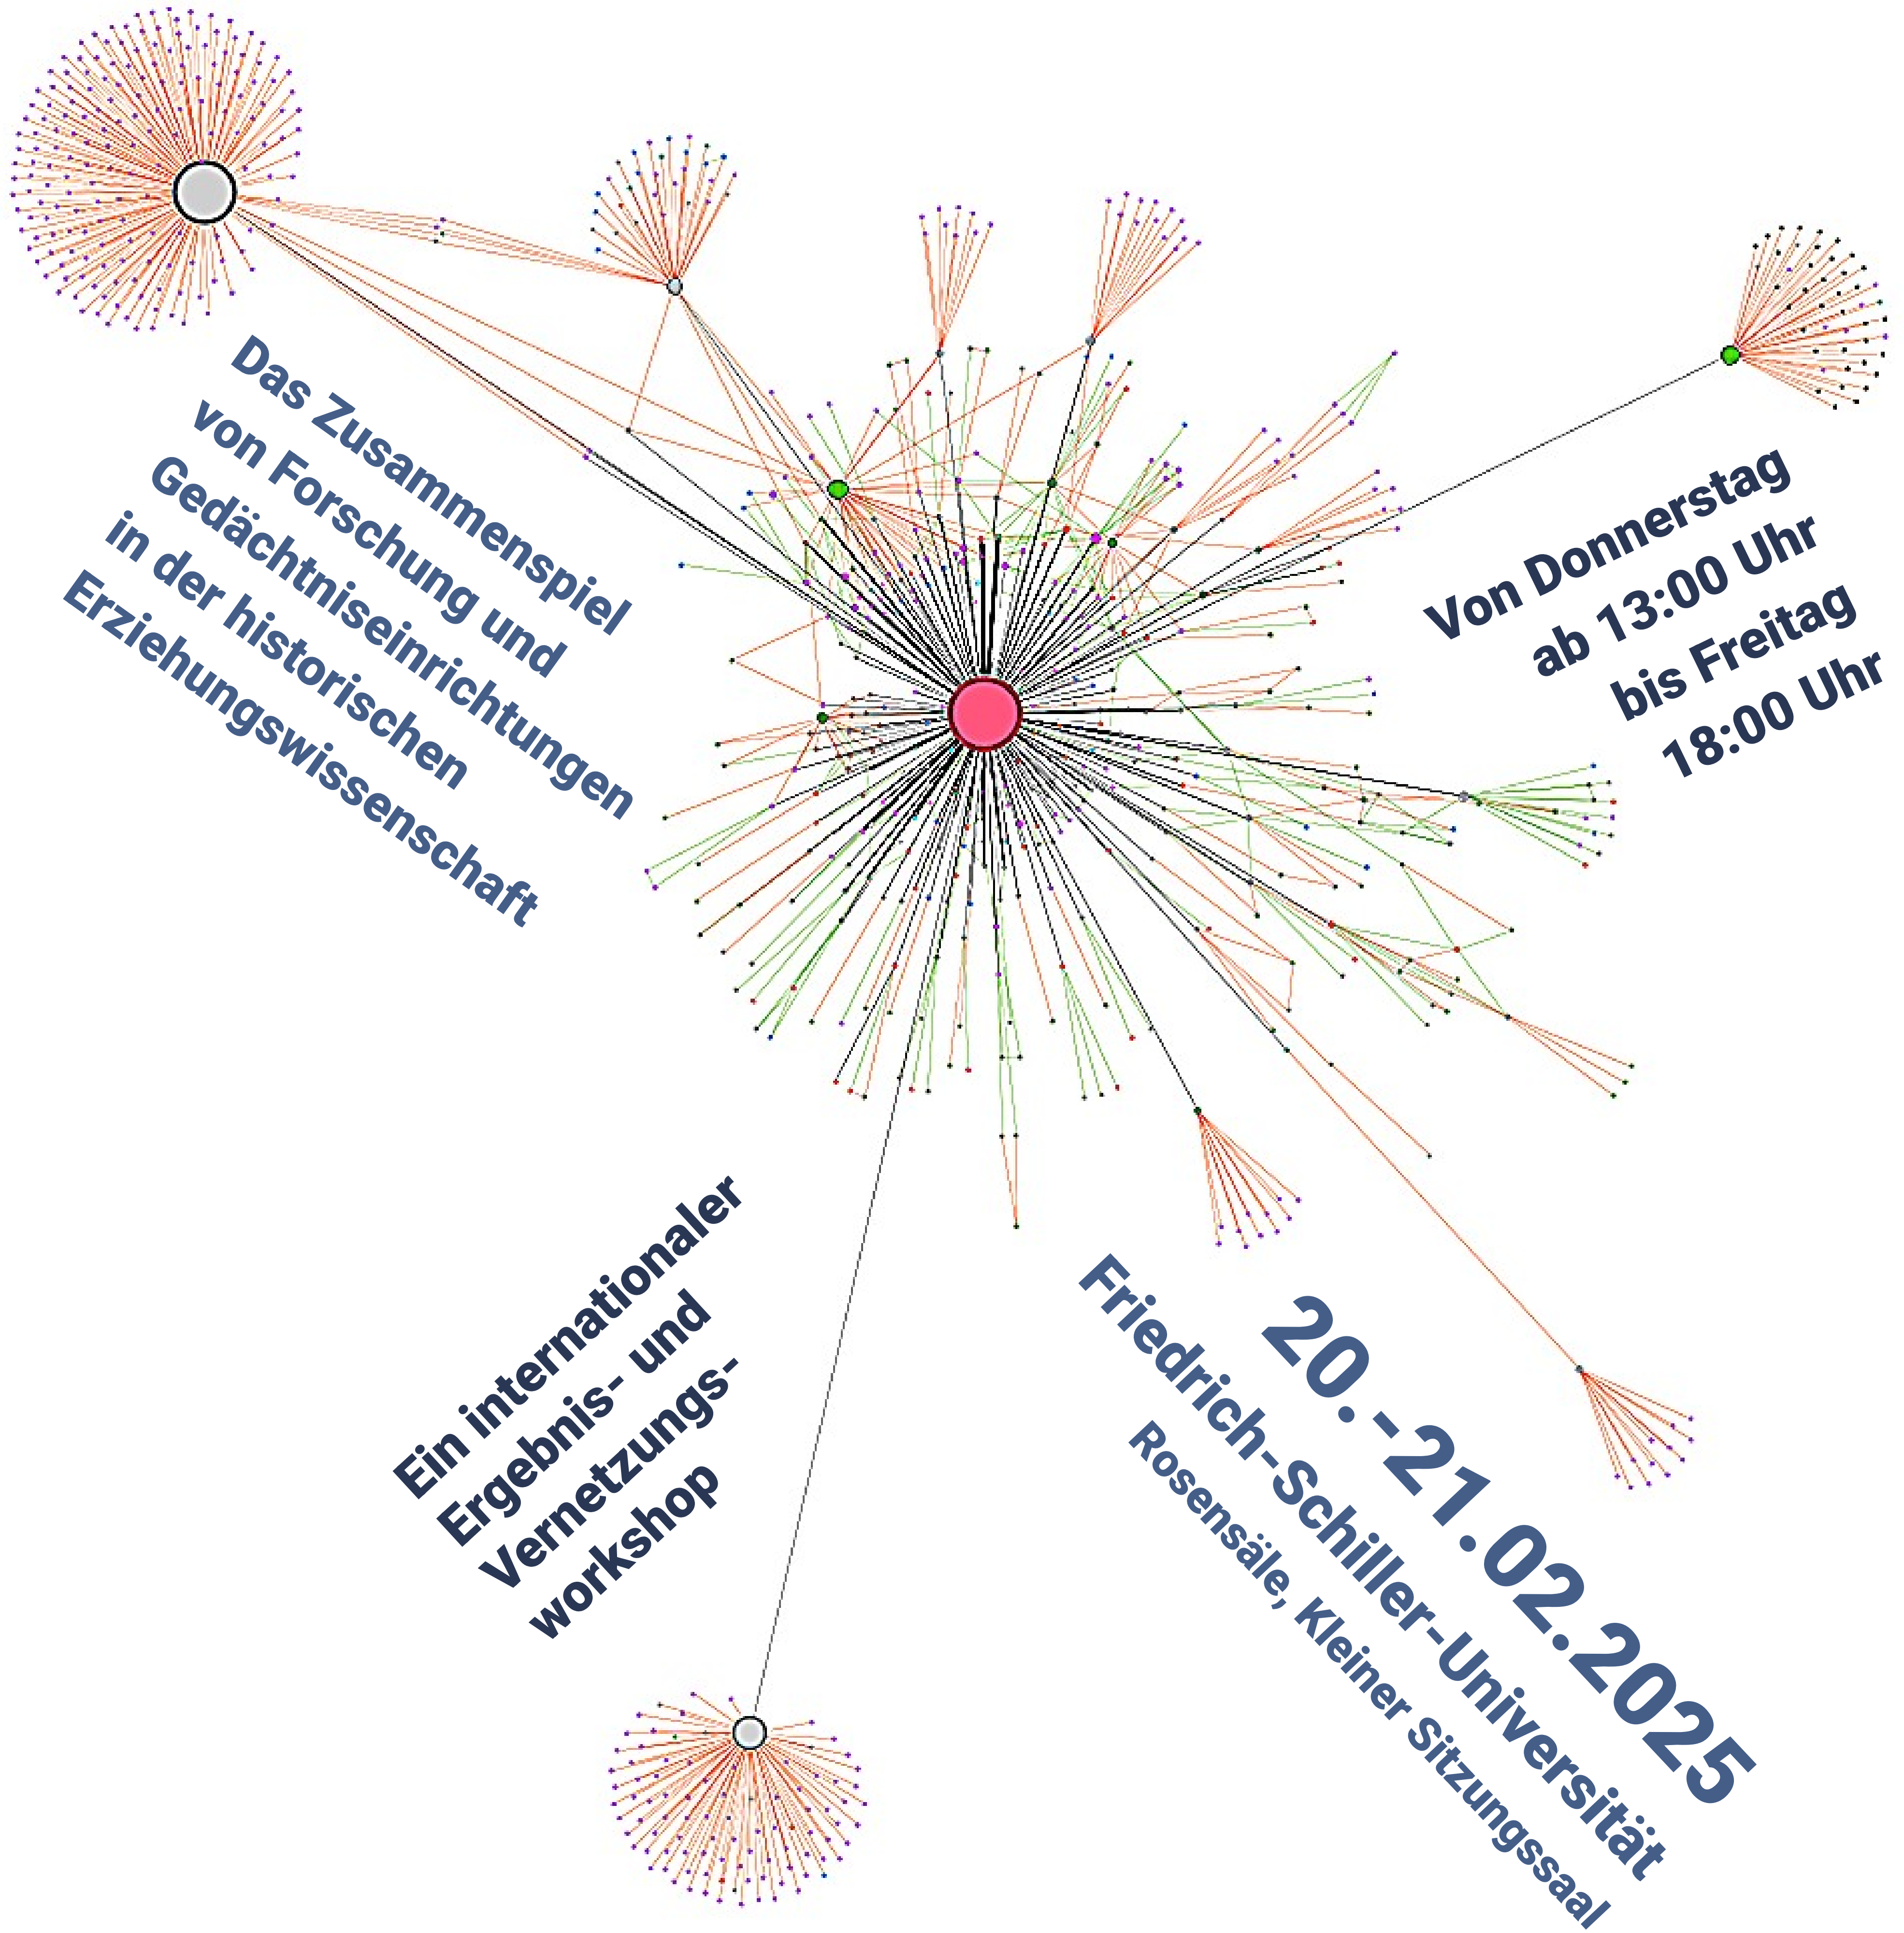 Das Zusammenspiel
von Forschung und
Gedächtniseinrichtungen
in der historischen
Erziehungswissenschaft
Von Donnerstag
ab 13:00 Uhr
bis Freitag
18:00 Uhr
Ein internationaler
Ergebnis- und
Vernetzungs-
workshop
20.-21.02.2025
Friedrich-Schiller-Universität
Rosensäle, Kleiner Sitzungssaal